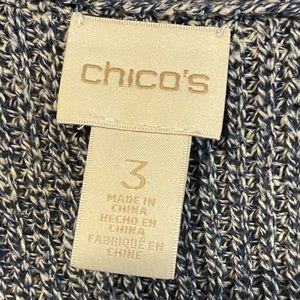 chico's
3
MADE IN
CHINA
HECHO EN
CHINA
FABRIQUÉ EN
CHINE